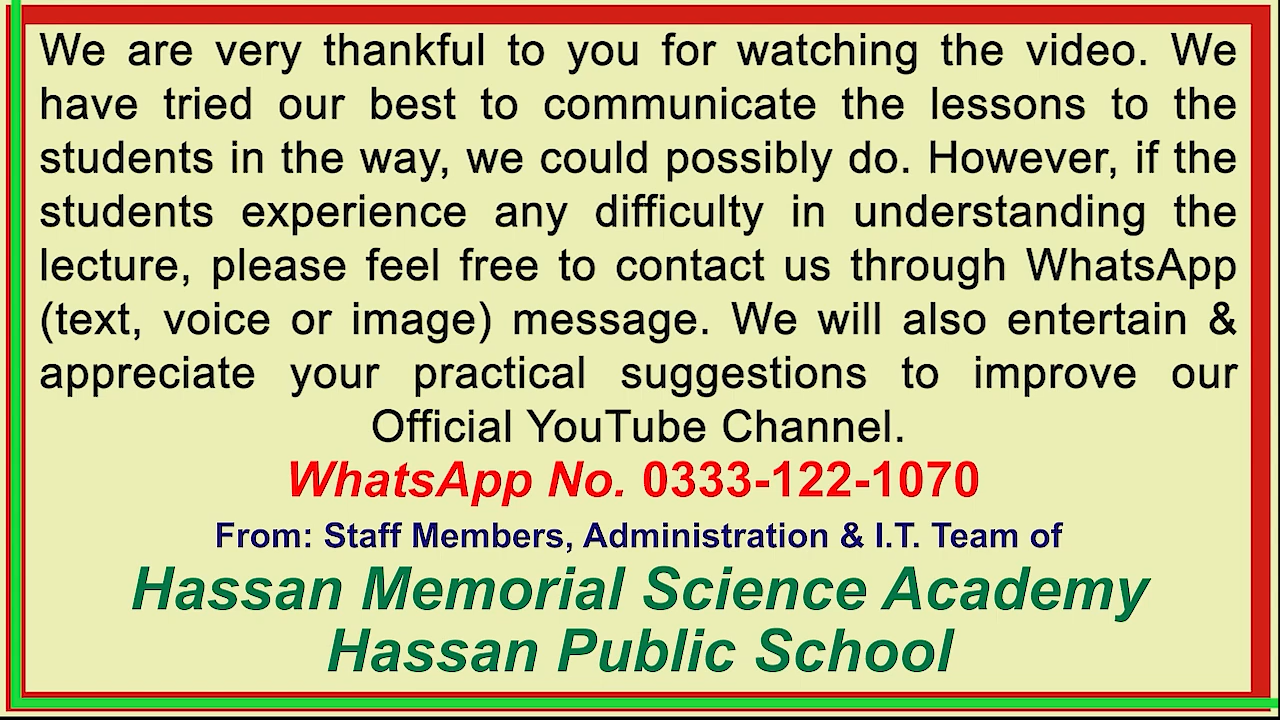 We are very thankful to you for watching the video. We
have tried our best to communicate the lessons to the
students in the way, we could possibly do. However, if the
students experience any difficulty in understanding the
lecture, please feel free to contact us through WhatsApp
(text, voice or image) message. We will also entertain &
appreciate your practical suggestions to improve our
Official YouTube Channel.
WhatsApp No. 0333-122-1070
From: Staff Members, Administration & I.T. Team of
Hassan Memorial Science Academy
Hassan Public School